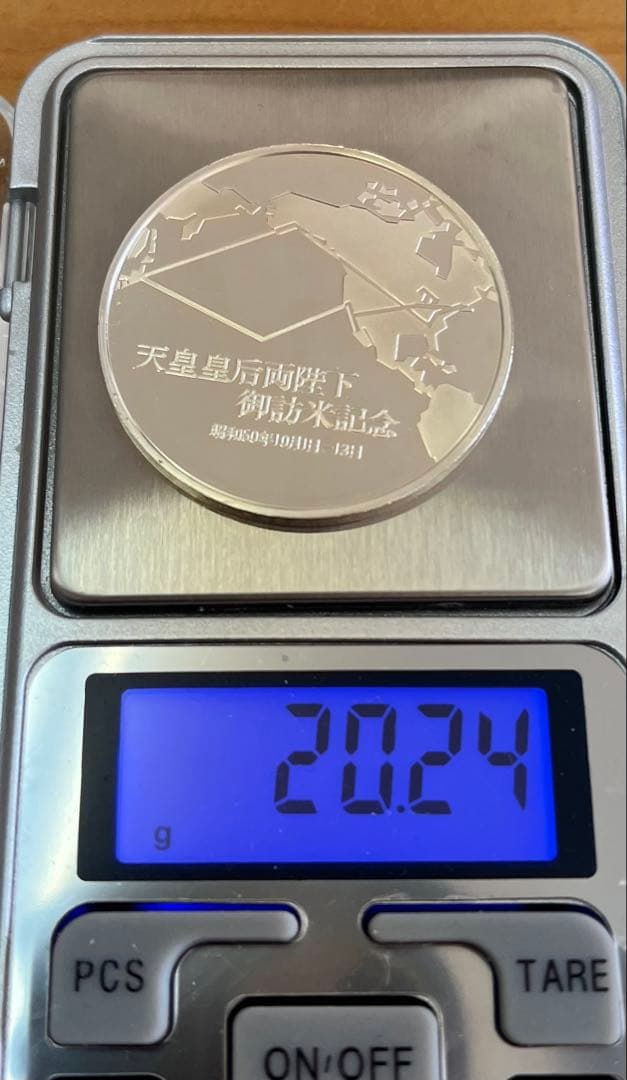 天皇皇后両陛下
御訪米記念
昭和50年10月1日-13日
20.24
g
PCS
TARE
ON/OFF